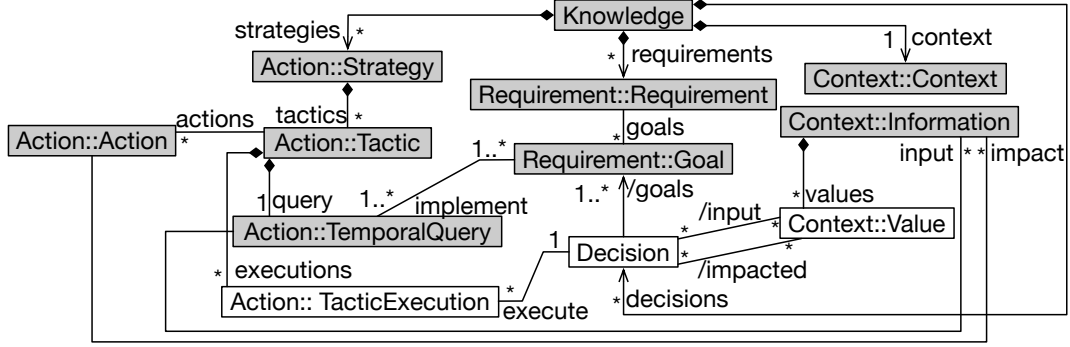 Knowledge
strategies *
* requirements
1 context
Action::Strategy
Context::Context
Requirement::Requirement
tactics *
actions
*
* goals
Context::Information
Action::Action
Action::Tactic
1..*
Requirement::Goal
input * * impact
1 query
1..*
implement
1..* /goals
* values
/input
*
*
Action::TemporalQuery
Context::Value
1
Decision
*
*
/impacted
* executions
*
execute
Action:: TacticExecution
* decisions